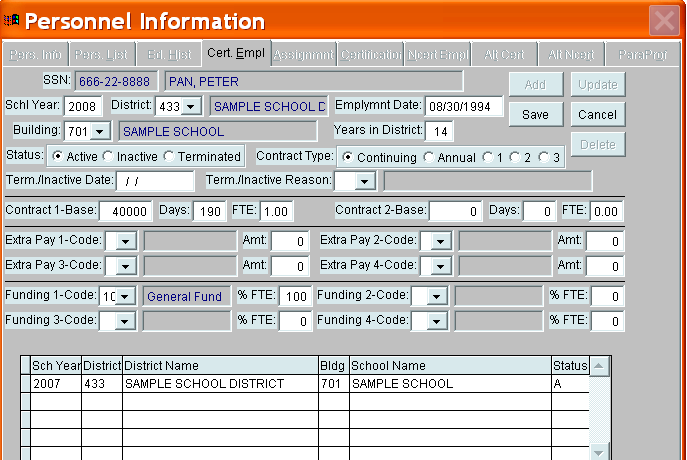 Personnel Information
Pers. Info Pers. List Ed. Hist Cert. Empl Assignmnt Certification Ncert Empl Alt Cert Alt Ncert ParaPror
SSN: 666-22-8888 PAN, PETER Add Update
Schl Year: 2008 District: 433 SAMPLE SCHOOL D Emplymnt Date: 08/30/1994 Save Cancel
Building: 701 SAMPLE SCHOOL Years in District: 14 Delete
Status: Active Inactive Terminated Contract Type: Continuing Annual 1 2 3
Term./Inactive Date: / / Term./Inactive Reason:
Contract 1-Base: 40000 Days: 190 FTE: 1.00 Contract 2-Base: 0 Days: 0 FTE: 0.00
Extra Pay 1-Code: Amt: 0 Extra Pay 2-Code: Amt: 0
Extra Pay 3-Code: Amt: 0 Extra Pay 4-Code: Amt: 0
Funding 1-Code: 10 General Fund % FTE: 100 Funding 2-Code: % FTE: 0
Funding 3-Code: % FTE: 0 Funding 4-Code: % FTE: 0
Sch Year District District Name Bldg School Name Status
2007 433 SAMPLE SCHOOL DISTRICT 701 SAMPLE SCHOOL A